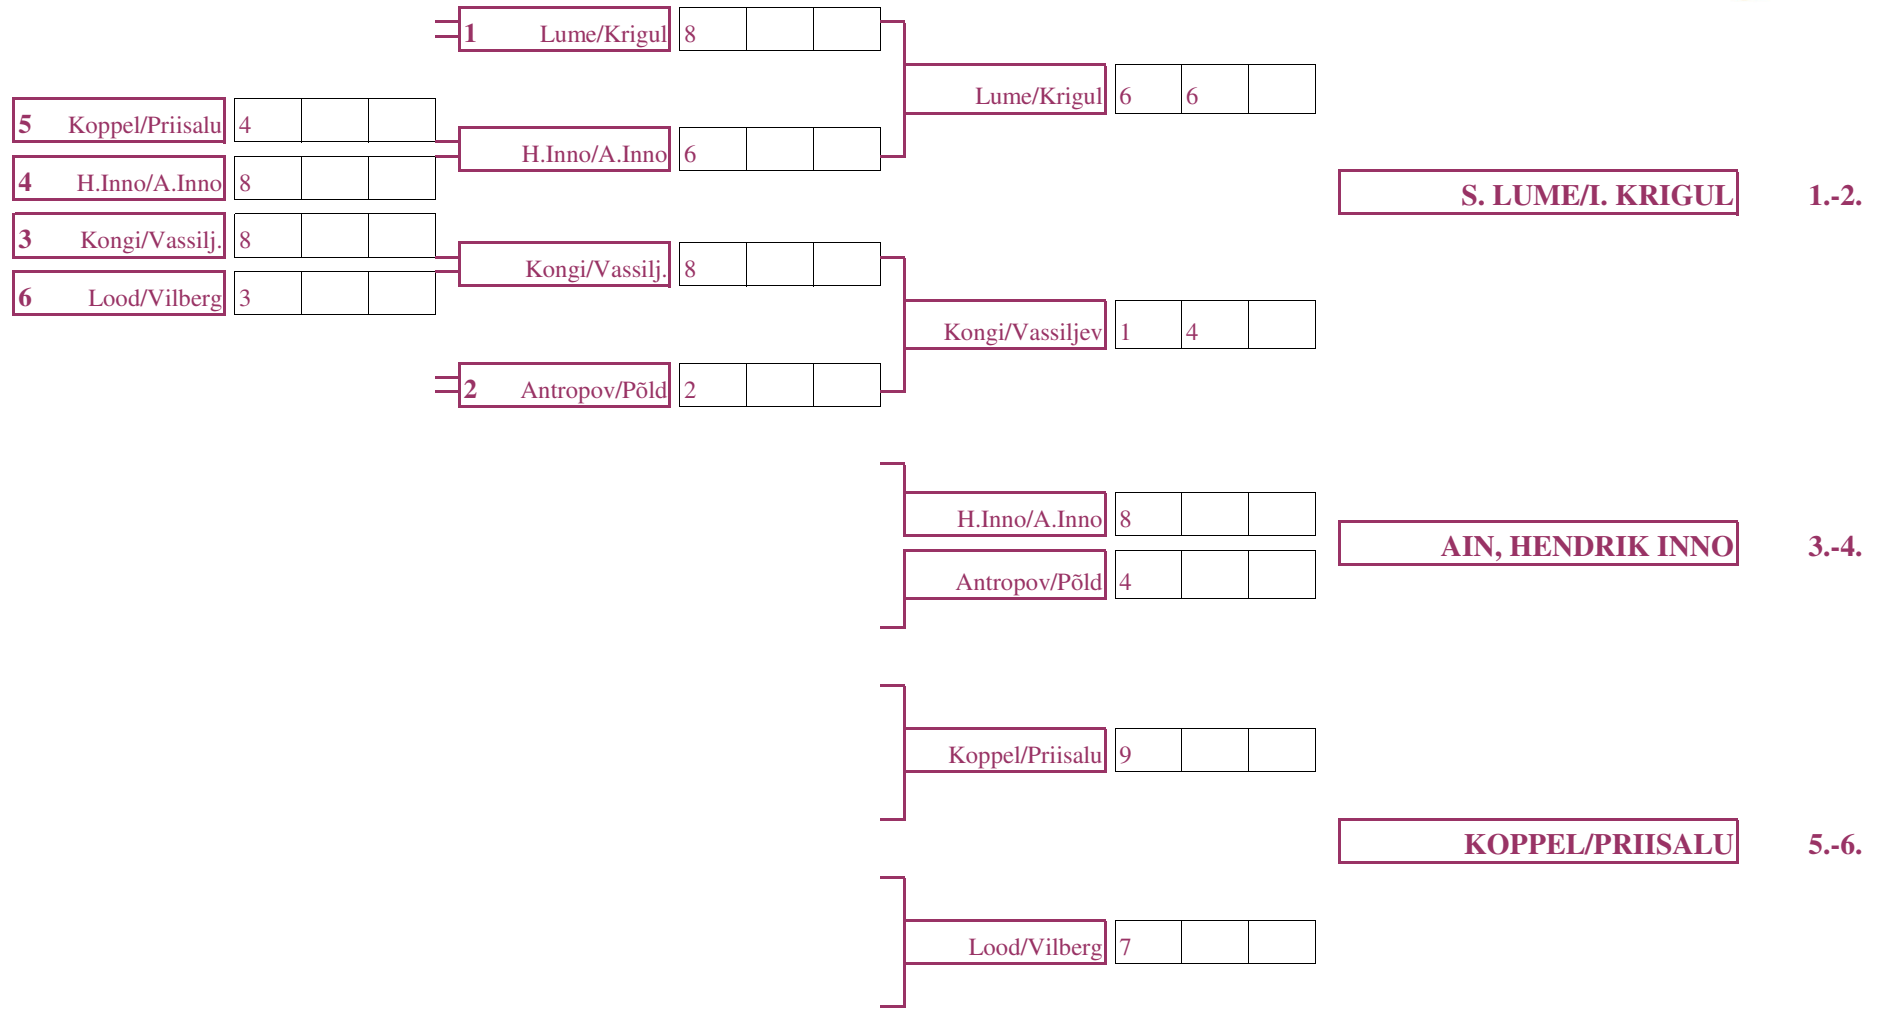 1 Lume/Krigul 8
Lume/Krigul 6 6
5 Koppel/Priisalu 4
H.Inno/A.Inno 6
4 H.Inno/A.Inno 8
S. LUME/I. KRIGUL 1.-2.
3 Kongi/Vassilj. 8
Kongi/Vassilj. 8
6 Lood/Vilberg 3
Kongi/Vassiljev 1 4
2 Antropov/Põld 2
H.Inno/A.Inno 8
AIN, HENDRIK INNO 3.-4.
Antropov/Põld 4
Koppel/Priisalu 9
KOPPEL/PRIISALU 5.-6.
Lood/Vilberg 7